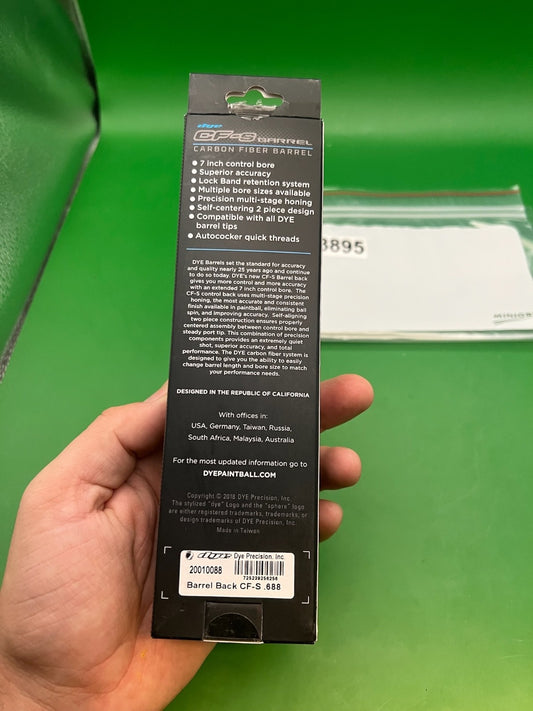 dye
CF-S BARREL
CARBON FIBER BARREL
● 7 inch control bore
● Superior accuracy
● Lock Band retention system
● Multiple bore sizes available
● Precision multi-stage honing
● Self-centering 2 piece design
● Compatible with all DYE
barrel tips
● Autococker quick threads
DYE Barrels set the standard for accuracy
and quality nearly 25 years ago and continue
to do so today. DYE's new CF-S Barrel back
gives you more control and more accuracy
with an extended 7 inch control bore. The
CF-S control back uses multi-stage precision
honing, the most accurate and consistent
finish available in paintball, eliminating ball
spin, and improving accuracy. Self-aligning
two piece construction ensures properly
centered assembly between control bore and
steady port tip. This combination of precision
components provides an extremely quiet
shot, superior accuracy, and total
performance. The DYE carbon fiber system is
designed to give you the ability to easily
change barrel length and bore size to match
your performance needs.
DESIGNED IN THE REPUBLIC OF CALIFORNIA
With offices in:
USA, Germany, Taiwan, Russia,
South Africa, Malaysia, Australia
For the most updated information go to
DYEPAINTBALL.COM
Copyright © 2018 DYE Precision, Inc.
The stylized "dye" Logo and the "sphere" logo
are either registered trademarks, trademarks, or
design trademarks of DYE Precision, Inc.
Made in Taiwan
dye Dye Precision, Inc.
20010088
725239256256
Barrel Back CF-S .688
3895